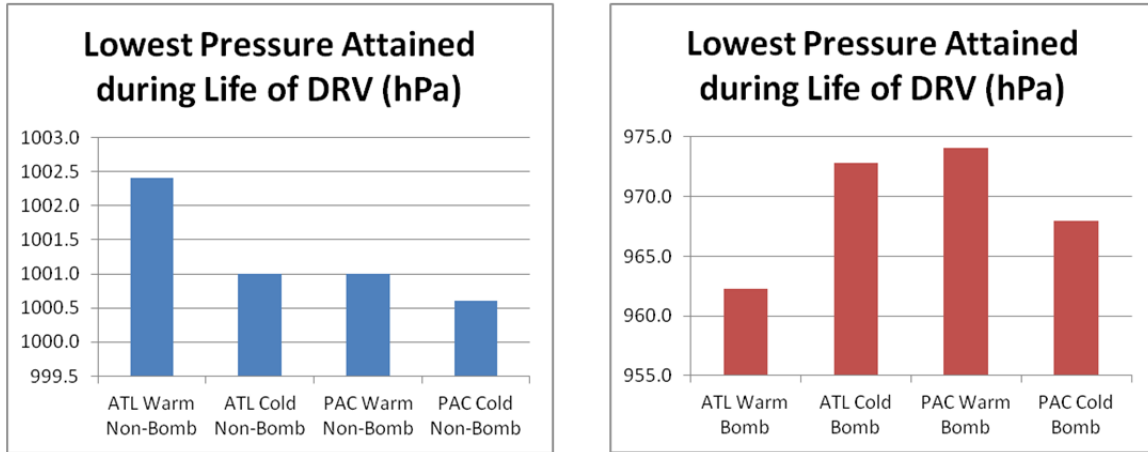 Lowest Pressure Attained
during Life of DRV (hPa)
1003.0
1002.5
1002.0
1001.5
1001.0
1000.5
1000.0
999.5
ATL Warm
Non-Bomb
ATL Cold
Non-Bomb
PAC Warm
Non-Bomb
PAC Cold
Non-Bomb
Lowest Pressure Attained
during Life of DRV (hPa)
975.0
970.0
965.0
960.0
955.0
ATL Warm
Bomb
ATL Cold
Bomb
PAC Warm
Bomb
PAC Cold
Bomb